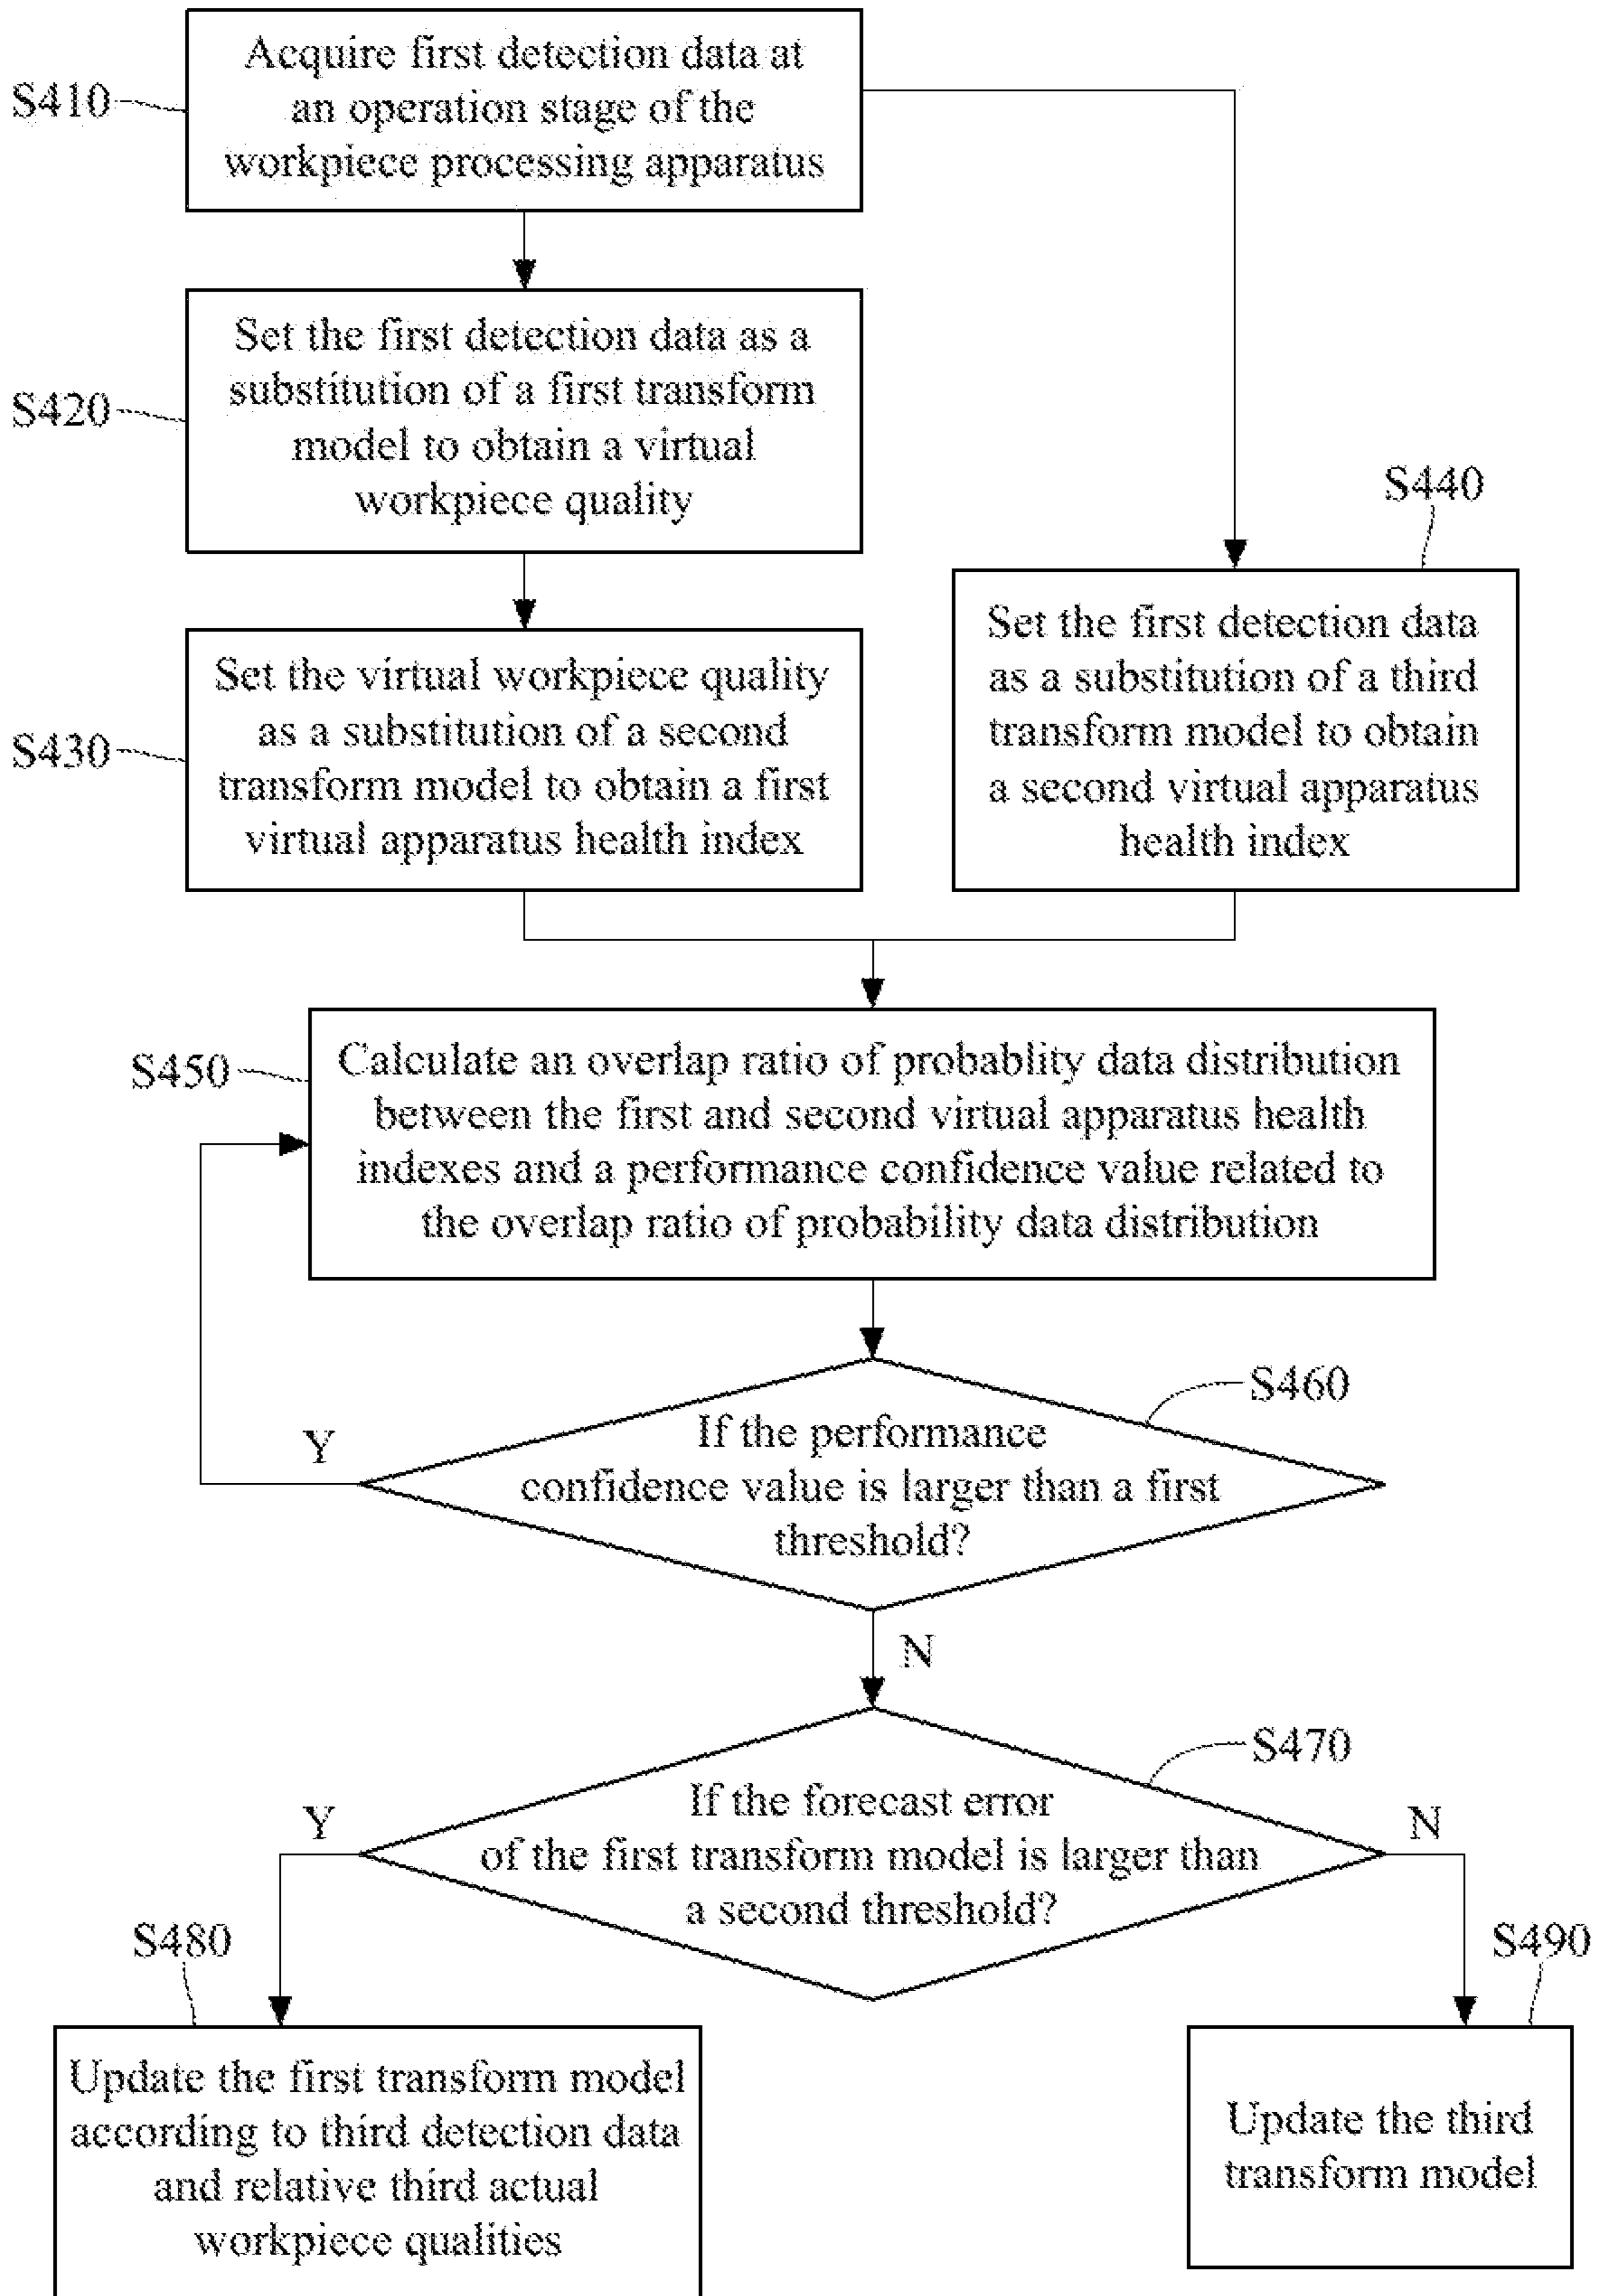 S410
Acquire first detection data at
an operation stage of the
workpiece processing apparatus
S420
Set the first detection data as a
substitution of a first transform
model to obtain a virtual
workpiece quality
S430
Set the virtual workpiece quality
as a substitution of a second
transform model to obtain a first
virtual apparatus health index
S440
Set the first detection data
as a substitution of a third
transform model to obtain
a second virtual apparatus
health index
S450
Calculate an overlap ratio of probablity data distribution
between the first and second virtual apparatus health
indexes and a performance confidence value related to
the overlap ratio of probability data distribution
S460
If the performance
confidence value is larger than a first
threshold?
Y
N
S470
If the forecast error
of the first transform model is larger than
a second threshold?
Y
N
S480
Update the first transform model
according to third detection data
and relative third actual
workpiece qualities
S490
Update the third
transform model